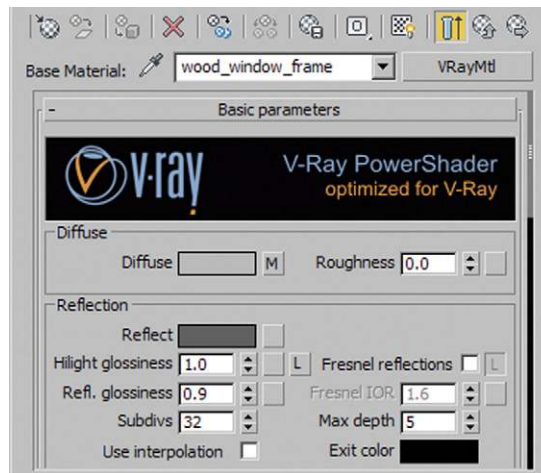 Base Material: wood_window_frame VRayMtl
- Basic parameters
v·ray V-Ray PowerShader
optimized for V-Ray
Diffuse
Diffuse M Roughness 0.0
Reflection
Reflect
Hilight glossiness 1.0 L Fresnel reflections L
Refl. glossiness 0.9 Fresnel IOR 1.6
Subdivs 32 Max depth 5
Use interpolation Exit color